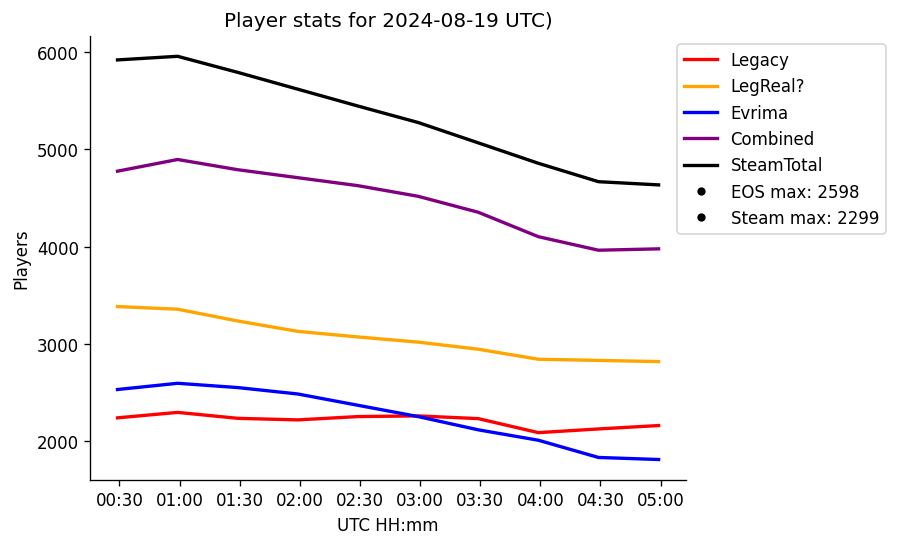 Player stats for 2024-08-19 UTC)
Players
6000
5000
4000
3000
2000
00:30 01:00 01:30 02:00 02:30 03:00 03:30 04:00 04:30 05:00
UTC HH:mm
Legacy
LegReal?
Evrima
Combined
SteamTotal
EOS max: 2598
Steam max: 2299